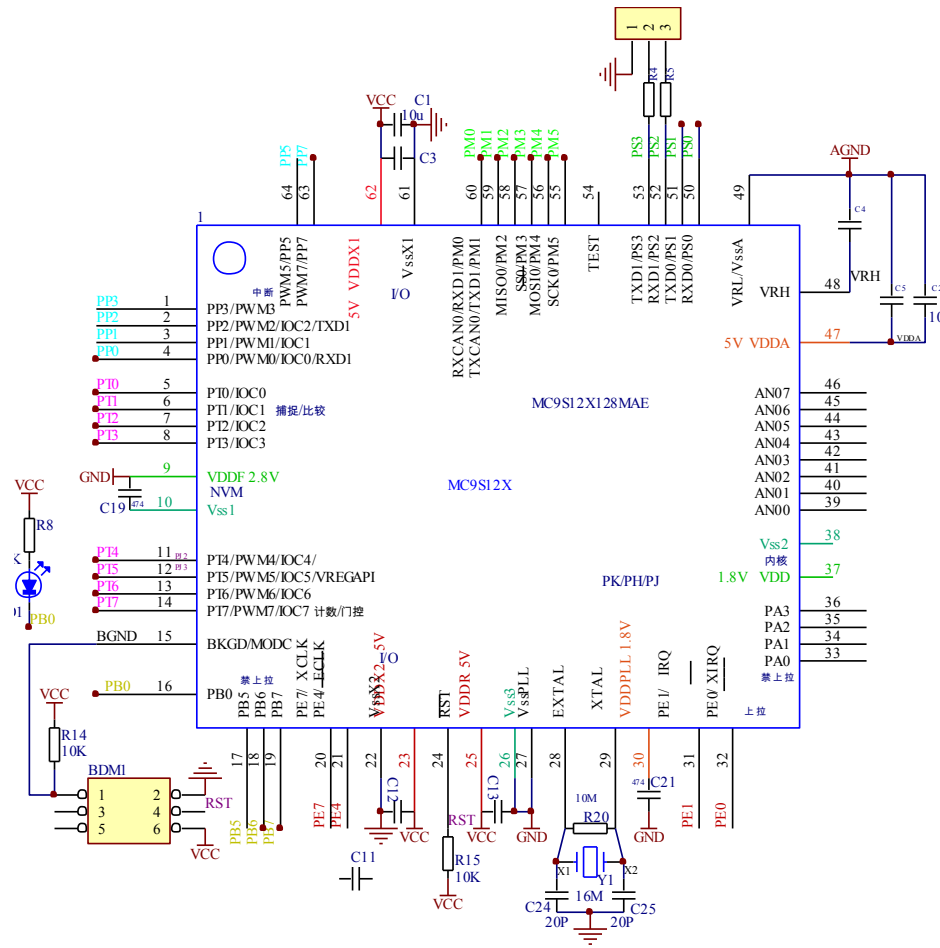 1 2 3
R4 R5
VCC C1
10u
C3
PP5 PP7
64 63 62 61
PM0 PM1 PM2 PM3 PM4 PM5
60 59 58 57 56 55 54
PS3 PS2 PS1 PS0
53 52 51 50 49
AGND
C4
VRH
C5
VDDA
1
PWM5/PP5
PWM7/PP7
5V VDDX1
VssX1
I/O
中断
RXCAN0/RXD1/PM0
TXCAN0/TXD1/PM1
MISO0/PM2
SS0/PM3
MOSI0/PM4
SCK0/PM5
TEST
TXD1/PS3
RXD1/PS2
TXD0/PS1
RXD0/PS0
VRL/VssA
VRH 48
5V VDDA 47
PP3 1 PP3/PWM3
PP2 2 PP2/PWM2/IOC2/TXD1
PP1 3 PP1/PWM1/IOC1
PP0 4 PP0/PWM0/IOC0/RXD1
PT0 5 PT0/IOC0
PT1 6 PT1/IOC1 捕捉/比较
PT2 7 PT2/IOC2
PT3 8 PT3/IOC3
MC9S12X128MAE
AN07 46
AN06 45
AN05 44
AN04 43
AN03 42
AN02 41
AN01 40
AN00 39
GND 9 VDDF 2.8V
NVM
C19 474 10 Vss1
MC9S12X
VCC
R8
PB0
Vss2 38
内核
1.8V VDD 37
PT4 11 PT4/PWM4/IOC4/
PT5 12 PT5/PWM5/IOC5/VREGAPI
PT6 13 PT6/PWM6/IOC6
PT7 14 PT7/PWM7/IOC7 计数/门控
PK/PH/PJ
PA3 36
PA2 35
PA1 34
PA0 33
禁上拉
BGND 15 BKGD/MODC
PB0 16 PB0
禁上拉
PB5
PB6
PB7
PE7/ XCLK
PE4/ ECLK
I/O
VssX2
VDDX2 5V
RST
VDDR 5V
Vss3
VssPLL
EXTAL
XTAL
VDDPLL 1.8V
PE1/ IRQ
PE0/ XIRQ
上拉
17 18 19 20 21 22 23 24 25 26 27 28 29 30 31 32
VCC
R14
10K
BDM1
1 2
3 4
5 6
RST
VCC
PB5 PB6 PB7
PE7 PE4
C12
VCC
C11
RST
R15
10K
VCC
C13
VCC
GND
10M
R20
X1 X2
Y1
16M
C24 C25
20P 20P
474 C21
GND
PE1 PE0